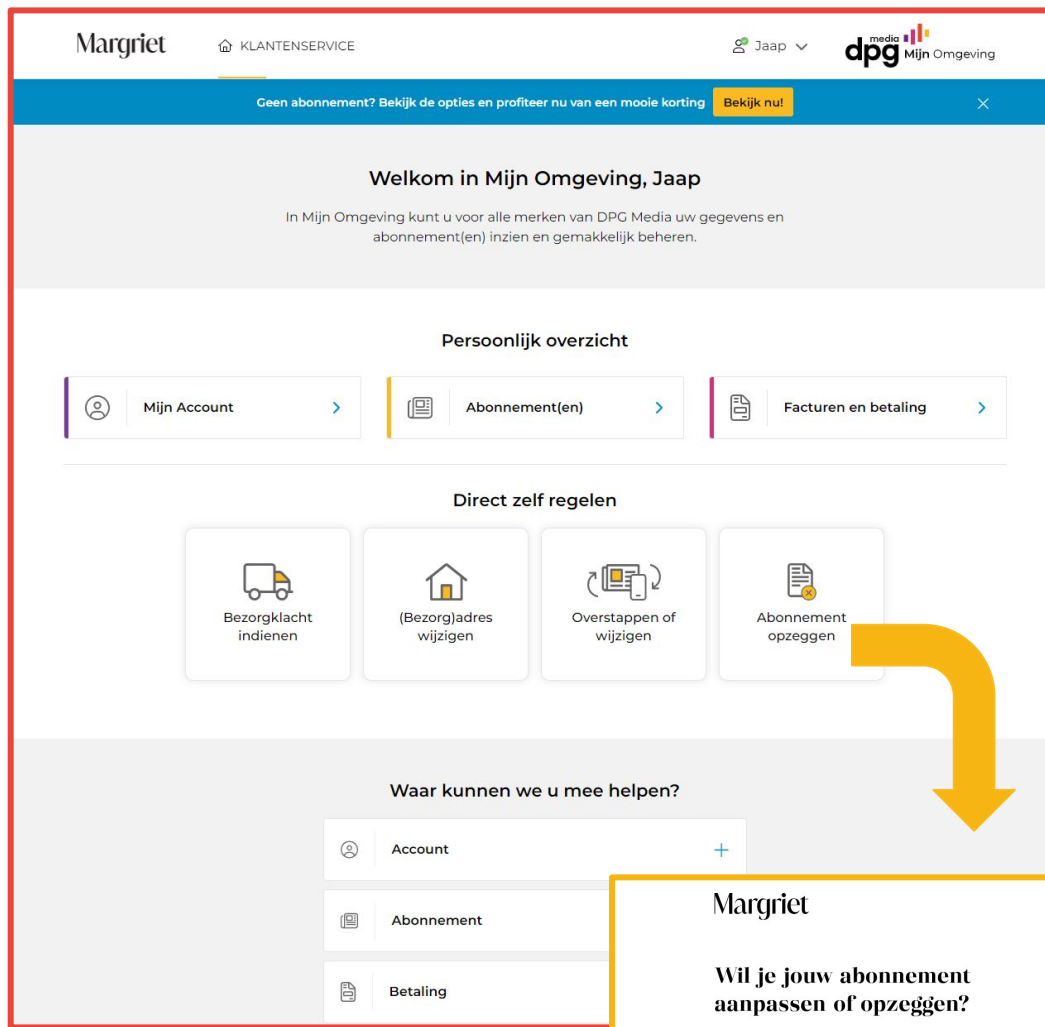 Margriet
KLANTENSERVICE
Jaap
media
dpg Mijn Omgeving
Geen abonnement? Bekijk de opties en profiteer nu van een mooie korting
Bekijk nu!
Welkom in Mijn Omgeving, Jaap
In Mijn Omgeving kunt u voor alle merken van DPG Media uw gegevens en
abonnement(en) inzien en gemakkelijk beheren.
Persoonlijk overzicht
Mijn Account
Abonnement(en)
Facturen en betaling
Direct zelf regelen
Bezorgklacht
indienen
(Bezorg)adres
wijzigen
Overstappen of
wijzigen
Abonnement
opzeggen
Waar kunnen we u mee helpen?
Account
Abonnement
Betaling
Margriet
Wil je jouw abonnement
aanpassen of opzeggen?